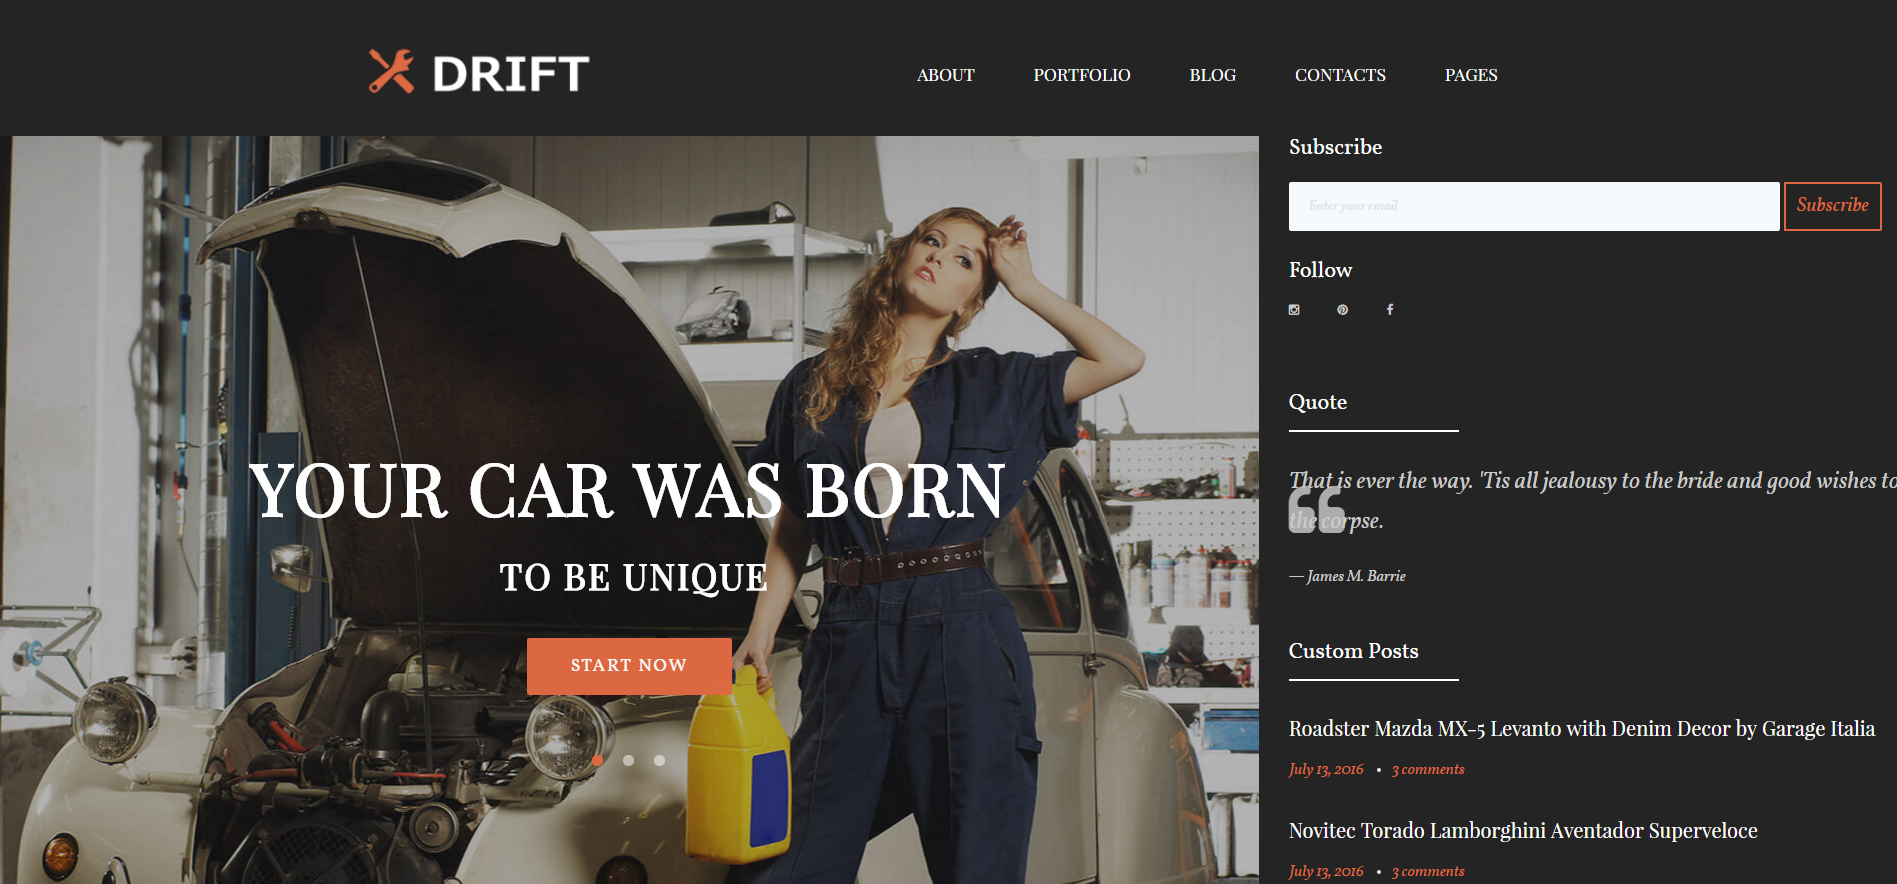 DRIFT
ABOUT PORTFOLIO BLOG CONTACTS PAGES
YOUR CAR WAS BORN
TO BE UNIQUE
START NOW
Subscribe
Enter your email Subscribe
Follow
Quote
That is ever the way. 'Tis all jealousy to the bride and good wishes to
the corpse.
— James M. Barrie
Custom Posts
Roadster Mazda MX-5 Levanto with Denim Decor by Garage Italia
July 13, 2016 • 3 comments
Novitec Torado Lamborghini Aventador Superveloce
July 13, 2016 • 3 comments